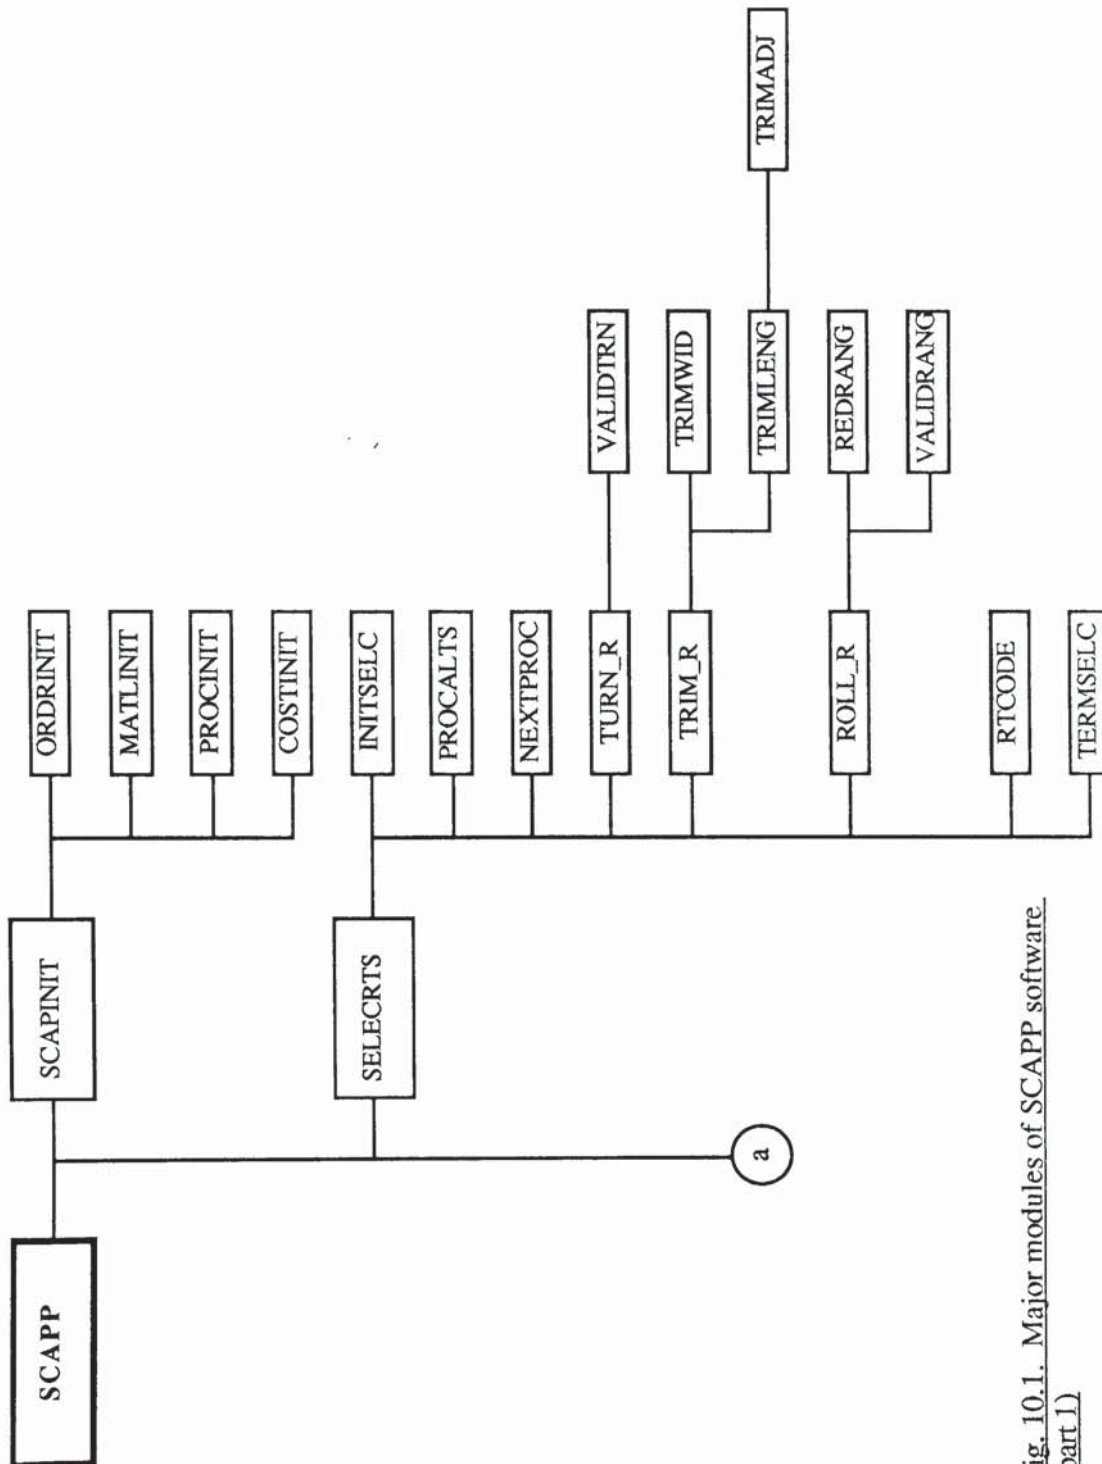 SCAPP
SCAPINIT
ORDRINIT
MATLINIT
PROCINIT
COSTINIT
SELECRTS
INITSELC
PROCALTS
NEXTPROC
TURN_R
VALIDTRN
TRIM_R
TRIMWID
TRIMLENG
TRIMADJ
ROLL_R
REDRANG
VALIDRANG
RTCODE
TERMSELC
a
ig. 10.1. Major modules of SCAPP software
part 1)